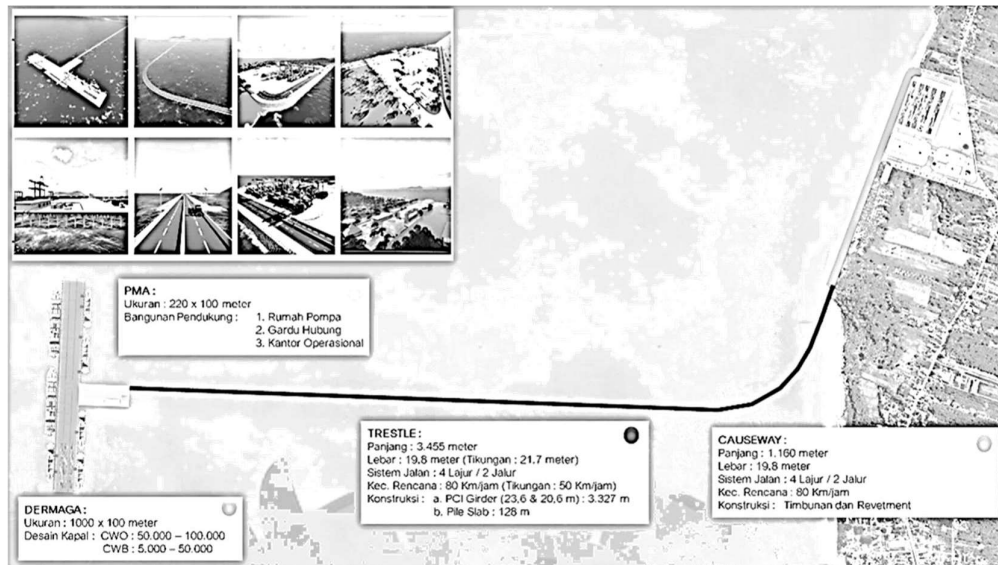 PMA :
Ukuran : 220 x 100 meter
Bangunan Pendukung : 1. Rumah Pompa
2. Gardu Hubung
3. Kantor Operasional
TRESTLE :
Panjang : 3.455 meter
Lebar : 19.8 meter (Tikungan : 21.7 meter)
Sistem Jalan : 4 Lajur / 2 Jalur
Kec. Rencana : 80 Km/jam (Tikungan : 50 Km/jam)
Konstruksi : a. PCI Girder (23,6 & 20,6 m) : 3.327 m
b. Pile Slab : 128 m
CAUSEWAY :
Panjang : 1.160 meter
Lebar : 19.8 meter
Sistem Jalan : 4 Lajur / 2 Jalur
Kec. Rencana : 80 Km/jam
Konstruksi : Timbunan dan Revetment
DERMAGA :
Ukuran : 1000 x 100 meter
Desain Kapal : CWO : 50.000 – 100.000
CWB : 5.000 – 50.000